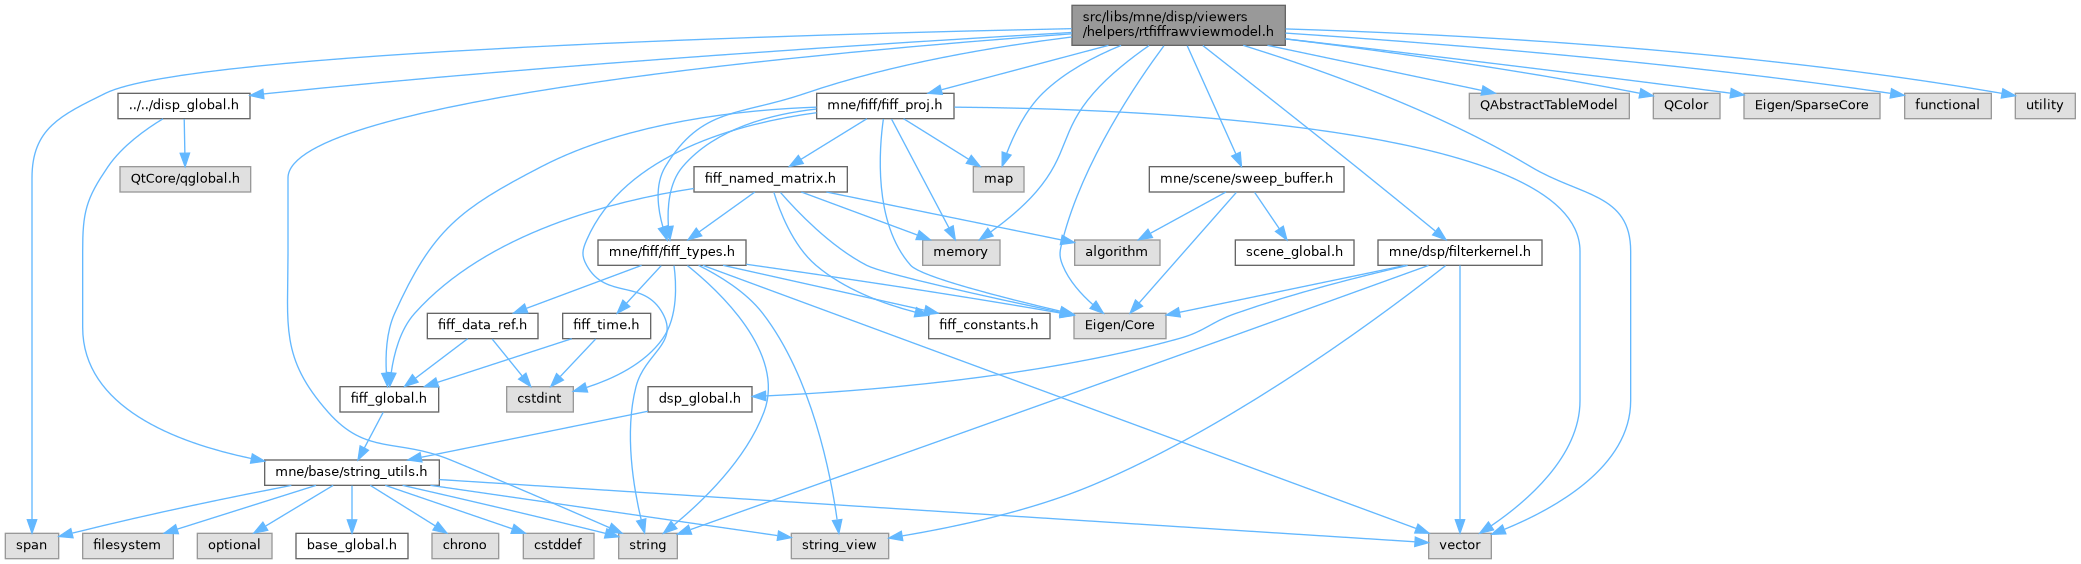 src/libs/mne/disp/viewers
/helpers/rtfiffrawviewmodel.h
../../disp_global.h
mne/fiff/fiff_proj.h
QAbstractTableModel
QColor
Eigen/SparseCore
functional
utility
QtCore/qglobal.h
fiff_named_matrix.h
map
mne/scene/sweep_buffer.h
mne/fiff/fiff_types.h
memory
algorithm
scene_global.h
mne/dsp/filterkernel.h
fiff_data_ref.h
fiff_time.h
fiff_constants.h
Eigen/Core
fiff_global.h
cstdint
dsp_global.h
mne/base/string_utils.h
span
filesystem
optional
base_global.h
chrono
cstddef
string
string_view
vector